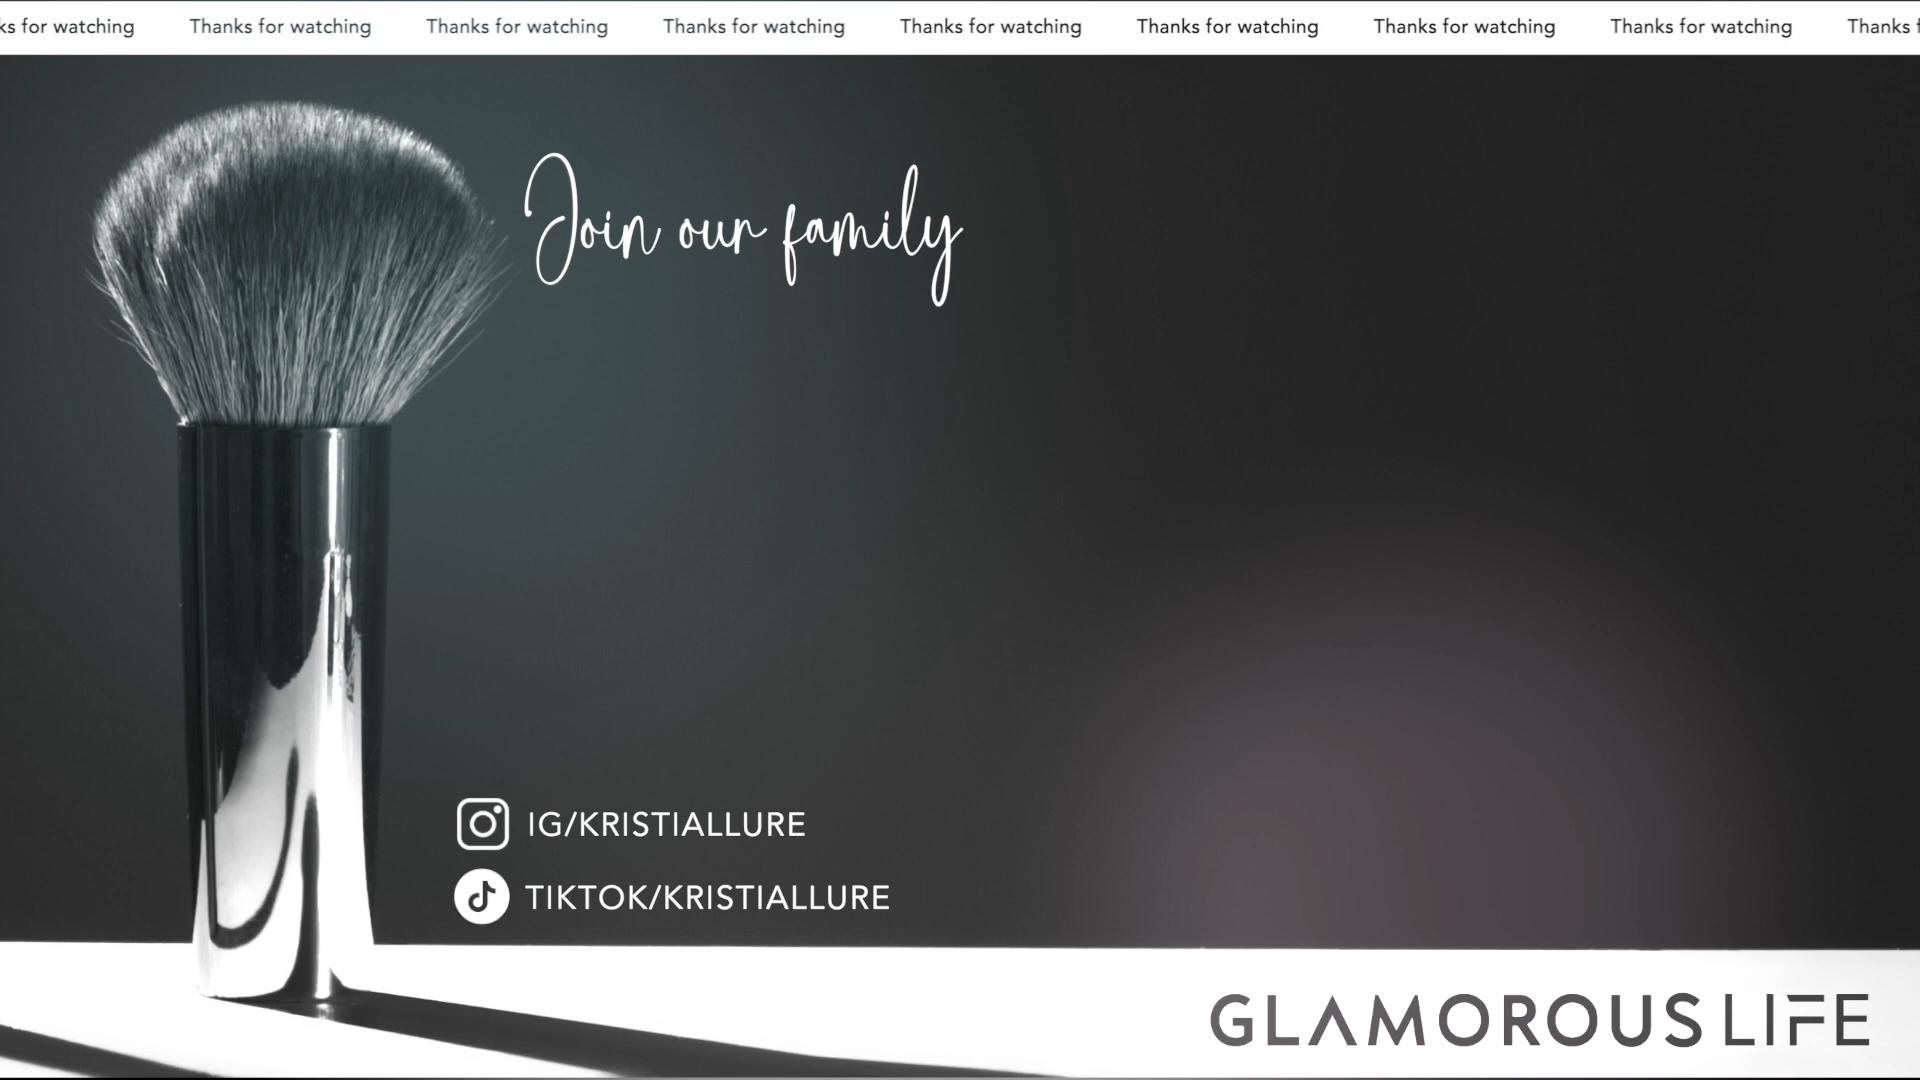 ks for watching Thanks for watching Thanks for watching Thanks for watching Thanks for watching Thanks for watching Thanks for watching Thanks for watching Thanks f
Join our family
IG/KRISTIALLURE
TIKTOK/KRISTIALLURE
GLAMOROUS LIFE